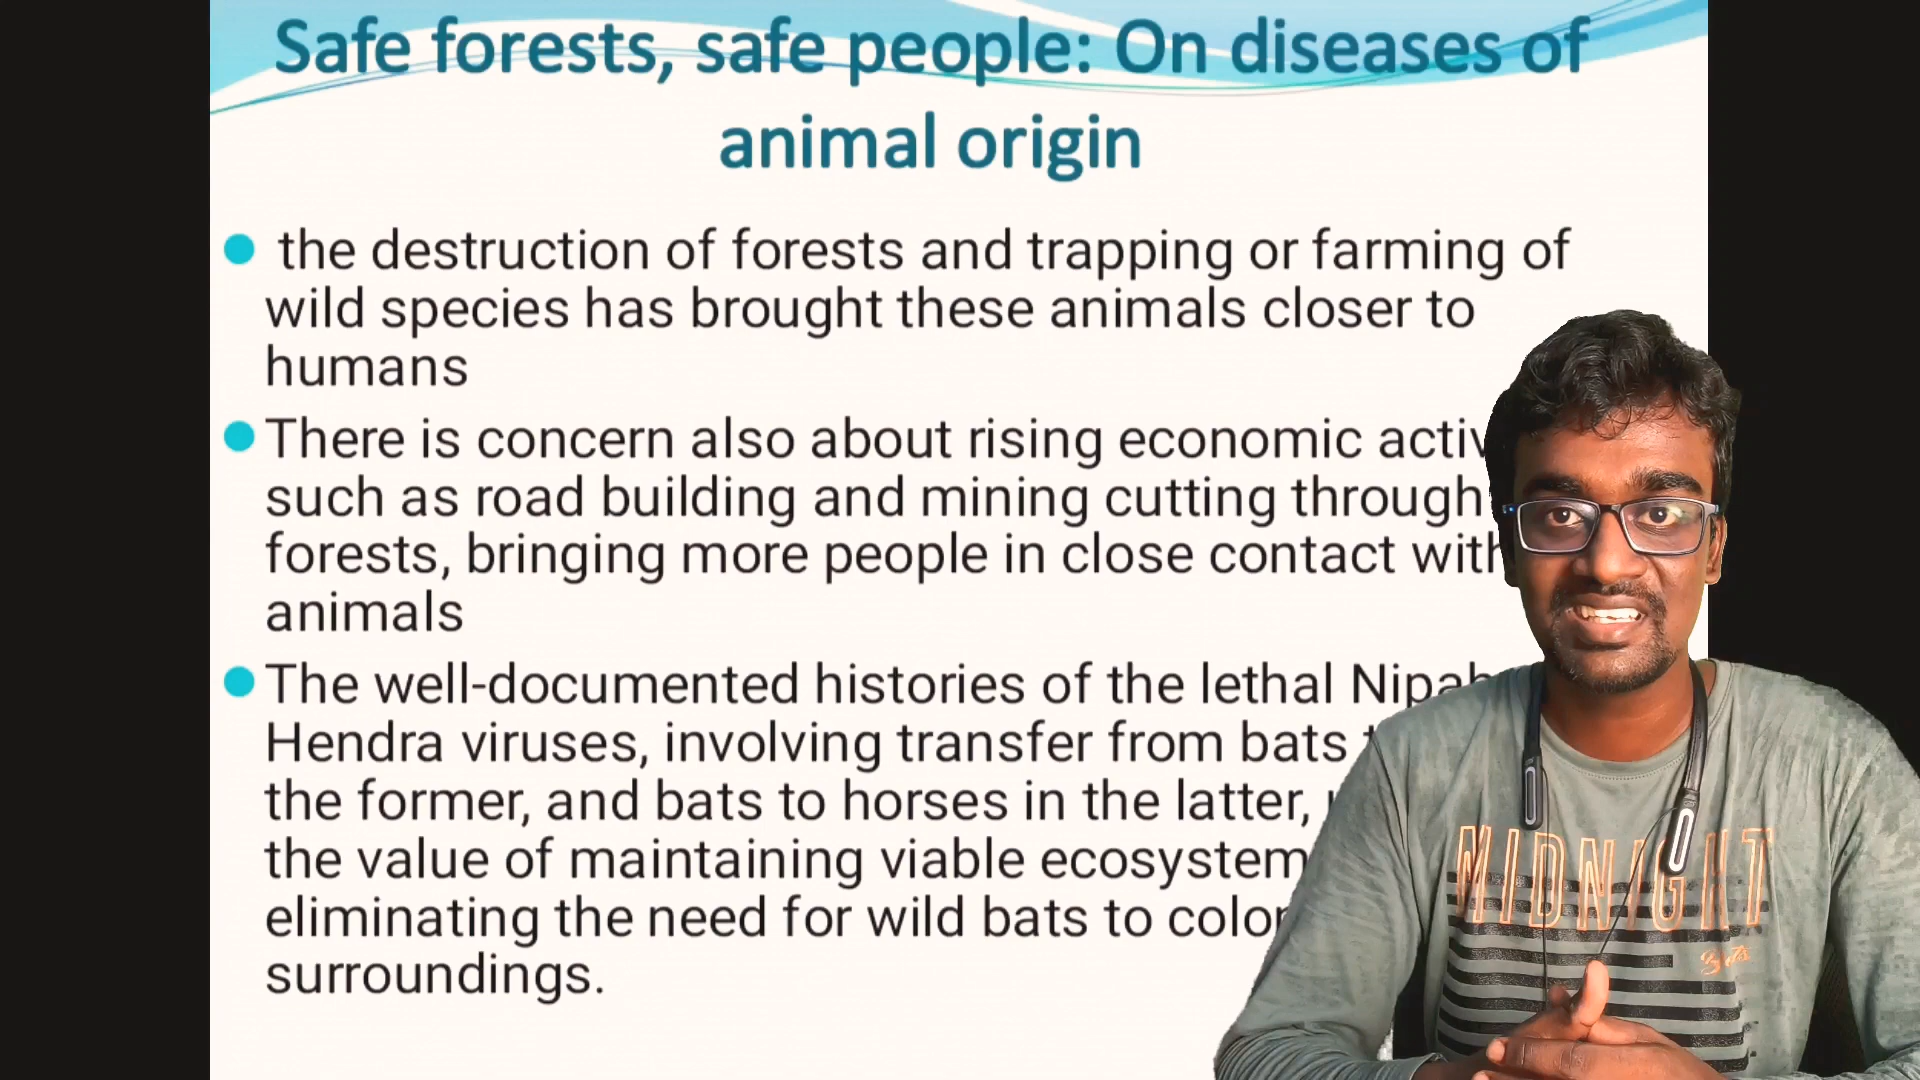 Safe forests, safe people: On diseases of
animal origin
the destruction of forests and trapping or farming of
wild species has brought these animals closer to
humans
There is concern also about rising economic activ
such as road building and mining cutting through
forests, bringing more people in close contact with
animals
The well-documented histories of the lethal Nipah
Hendra viruses, involving transfer from bats
the former, and bats to horses in the latter,
the value of maintaining viable ecosystem
eliminating the need for wild bats to
surroundings.
MIDNIGHT